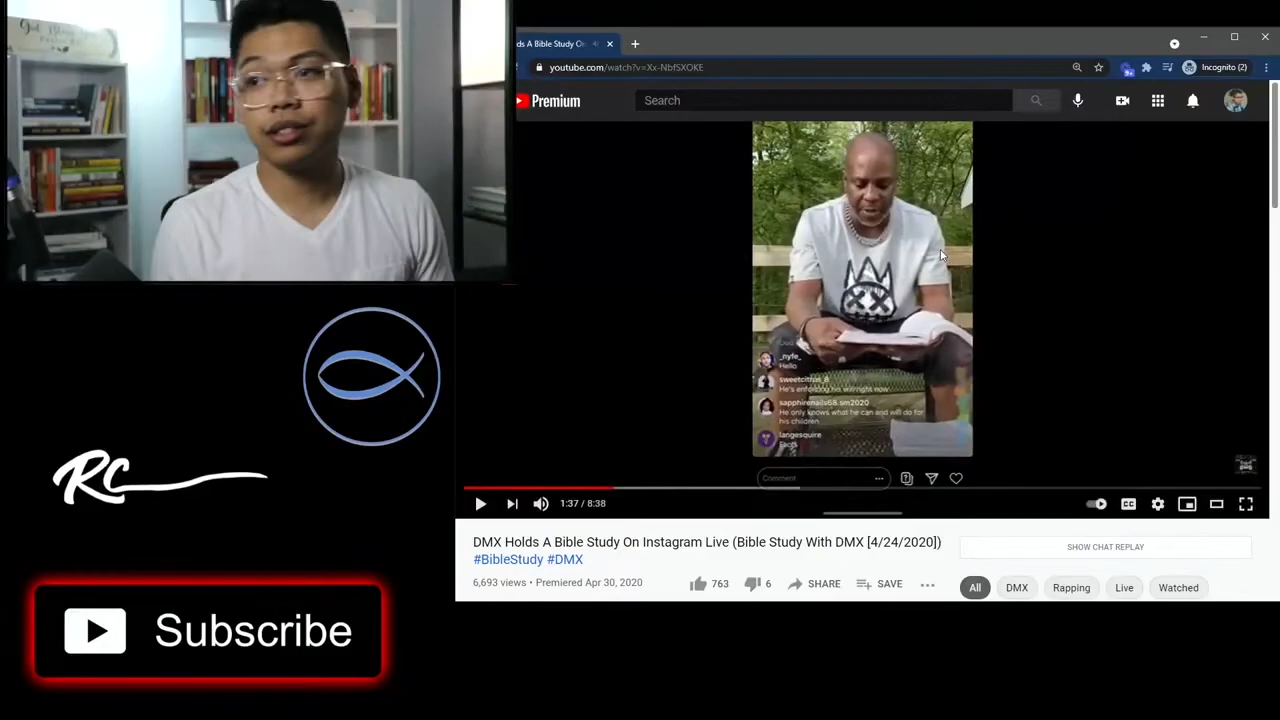 ds A Bible Study On
youtube.com/watch?v=Xx-NbfSXOKE
Incognito (2)
Premium
Search
_nyfe_
Hello
sweetcitrus_B
He's enforcing his will right now
sapphirenails68.sm2020
He only knows what he can and will do for
his children
langesquire
Facts
Comment
1:37 / 8:38
CC
DMX Holds A Bible Study On Instagram Live (Bible Study With DMX [4/24/2020])
#BibleStudy #DMX
6,693 views • Premiered Apr 30, 2020
763
6
SHARE
SAVE
SHOW CHAT REPLAY
All
DMX
Rapping
Live
Watched
RC
Subscribe